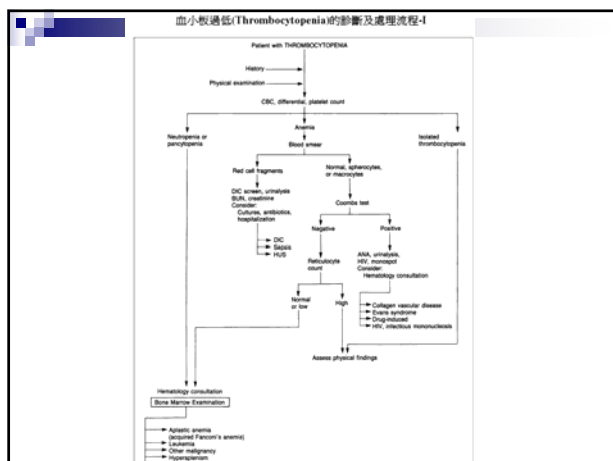 血小板過低(Thrombocytopenia)的診斷及處理流程-I
Patient with THROMBOCYTOPENIA
History
Physical examination
CBC, differential, platelet count
Neutropenia or
pancytopenia
Anemia
Blood smear
Isolated
thrombocytopenia
Red cell fragments
Normal, spherocytes,
or macrocytes
DIC screen, urinalysis
BUN, creatinine
Consider:
Cultures, antibiotics,
hospitalization
DIC
Sepsis
HUS
Coombs test
Negative
Positive
Reticulocyte
count
ANA, urinalysis,
HIV, monospot
Consider:
Hematology consultation
Normal
or low
High
Collagen vascular disease
Evans syndrome
Drug-induced
HIV, infectious mononucleosis
Assess physical findings
Hematology consultation
Bone Marrow Examination
Aplastic anemia
(acquired Fanconi's anemia)
Leukemia
Other malignancy
Hypersplenism